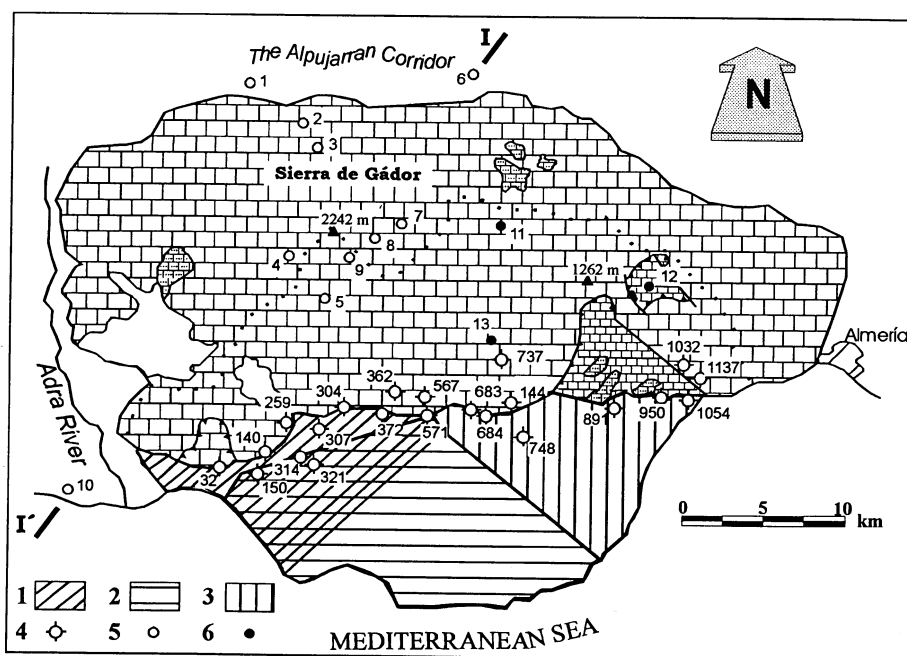 I
The Alpujarran Corridor
6
1
N
2
3
Sierra de Gádor
2242 m
7
8
11
4
9
1262 m
12
5
13
737
Almería
1032
1137
362
567
683
144
304
259
Adra River
140
307
372
571
684
748
891
950
1054
32
150
314
321
10
I´
0 5 10
km
1 2 3
4 5 6
MEDITERRANEAN SEA